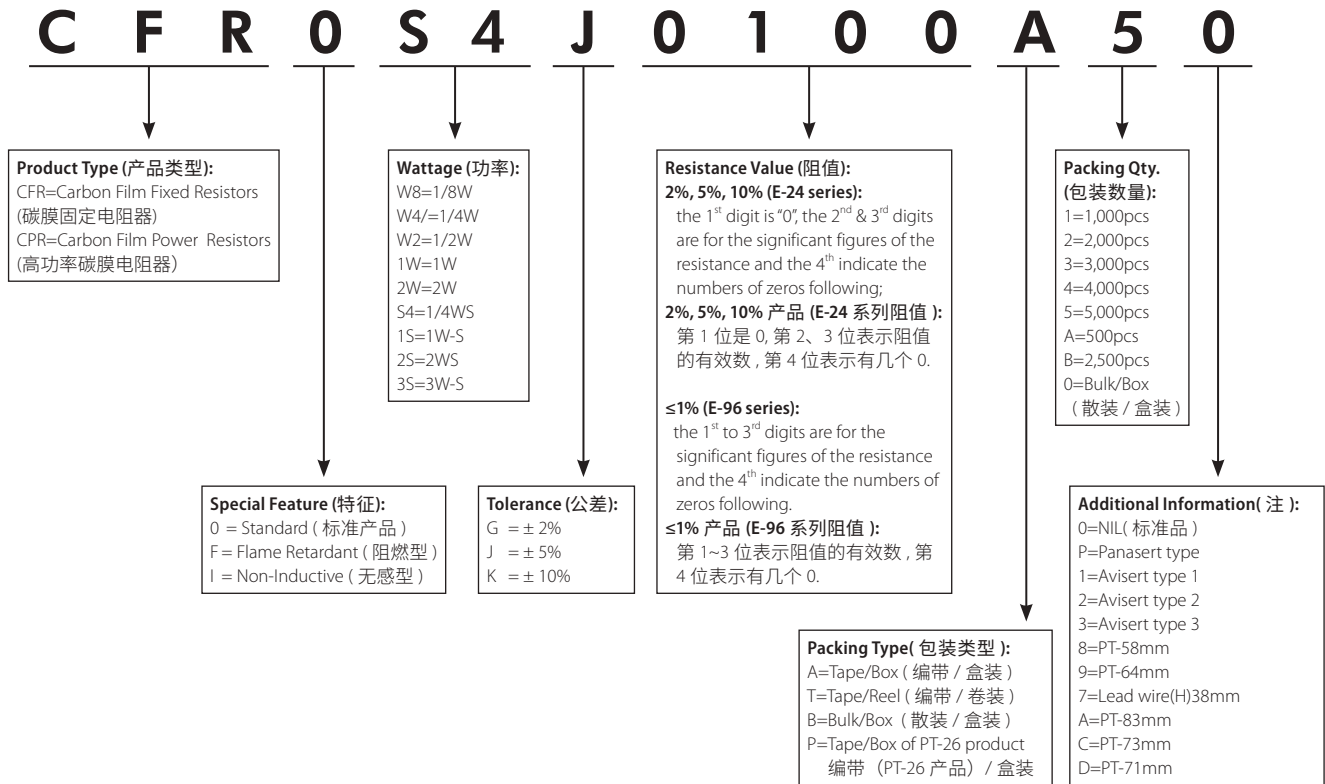 C F R 0 S 4 J 0 1 0 0 A 5 0
Product Type (产品类型):
CFR=Carbon Film Fixed Resistors
(碳膜固定电阻器)
CPR=Carbon Film Power Resistors
(高功率碳膜电阻器）
Wattage (功率):
W8=1/8W
W4/=1/4W
W2=1/2W
1W=1W
2W=2W
S4=1/4WS
1S=1W-S
2S=2WS
3S=3W-S
Resistance Value (阻值):
2%, 5%, 10% (E-24 series):
the 1st digit is "0", the 2nd & 3rd digits
are for the significant figures of the
resistance and the 4th indicate the
numbers of zeros following;
2%, 5%, 10% 产品 (E-24 系列阻值 ):
第 1 位是 0, 第 2、3 位表示阻值
的有效数 , 第 4 位表示有几个 0.
≤1% (E-96 series):
the 1st to 3rd digits are for the
significant figures of the resistance
and the 4th indicate the numbers of
zeros following.
≤1% 产品 (E-96 系列阻值 ):
第 1~3 位表示阻值的有效数 , 第
4 位表示有几个 0.
Packing Qty.
(包装数量):
1=1,000pcs
2=2,000pcs
3=3,000pcs
4=4,000pcs
5=5,000pcs
A=500pcs
B=2,500pcs
0=Bulk/Box
( 散装 / 盒装 )
Special Feature (特征):
0 = Standard ( 标准产品 )
F = Flame Retardant ( 阻燃型 )
I = Non-Inductive ( 无感型 )
Tolerance (公差):
G = ± 2%
J = ± 5%
K = ± 10%
Packing Type( 包装类型 ):
A=Tape/Box ( 编带 / 盒装 )
T=Tape/Reel ( 编带 / 卷装 )
B=Bulk/Box ( 散装 / 盒装 )
P=Tape/Box of PT-26 product
编带（PT-26 产品）/ 盒装
Additional Information( 注 ):
0=NIL( 标准品 )
P=Panasert type
1=Avisert type 1
2=Avisert type 2
3=Avisert type 3
8=PT-58mm
9=PT-64mm
7=Lead wire(H)38mm
A=PT-83mm
C=PT-73mm
D=PT-71mm